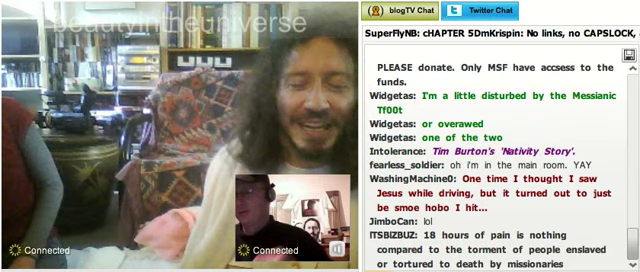 beautyintheuniverse
blogTV Chat
Twitter Chat
SuperFlyNB: cHAPTER 5DmKrispin: No links, no CAPSLOCK,
PLEASE donate. Only MSF have accsess to the
funds.
Widgetas: I'm a little disturbed by the Messianic
Tf00t
Widgetas: or overawed
Widgetas: one of the two
Intolerance: Tim Burton's 'Nativity Story'.
fearless_soldier: oh i'm in the main room. YAY
WashingMachine0: One time I thought I saw
Jesus while driving, but it turned out to just
be smoe hobo I hit...
JimboCan: lol
ITSBIZBUZ: 18 hours of pain is nothing
compared to the torment of people enslaved
or tortured to death by missionaries
Connected
Connected